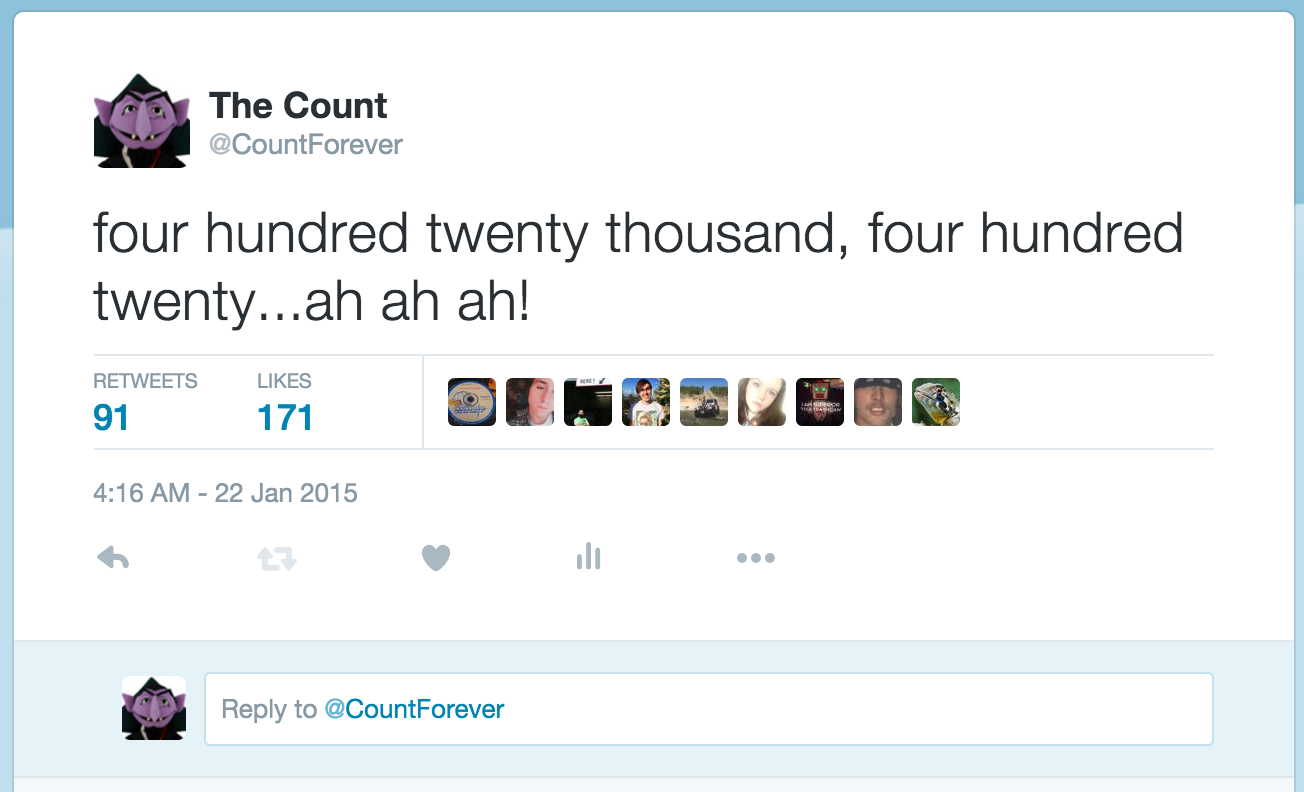 The Count
@CountForever
four hundred twenty thousand, four hundred
twenty...ah ah ah!
RETWEETS LIKES
91 171
4:16 AM - 22 Jan 2015
Reply to @CountForever